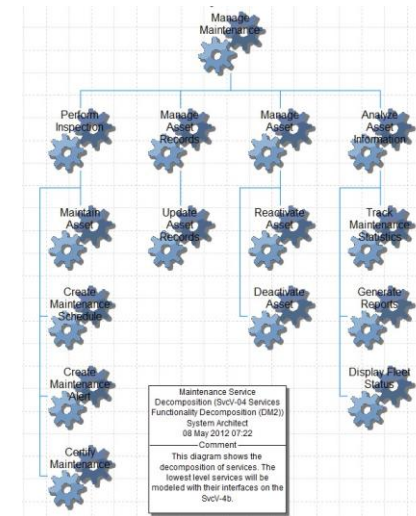 Manage
Maintenance
Perform
Inspection
Manage
Asset
Records
Manage
Asset
Analyze
Asset
Information
Maintain
Asset
Update
Asset
Records
Reactivate
Asset
Track
Maintenance
Statistics
Create
Maintenance
Schedule
Deactivate
Asset
Generate
Reports
Create
Maintenance
Alert
Display Fleet
Status
Certify
Maintenance
Maintenance Service
Decomposition (SvcV-04 Services
Functionality Decomposition (DM2))
System Architect
08 May 2012 07:22
Comment
This diagram shows the
decomposition of services. The
lowest level services will be
modeled with their interfaces on the
SvcV-4b.